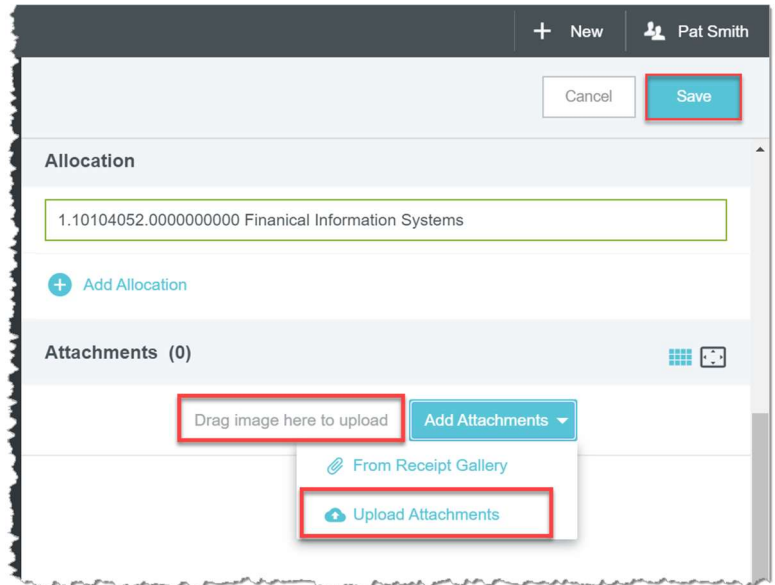 + New Pat Smith
Cancel Save
Allocation
1.10104052.0000000000 Finanical Information Systems
Add Allocation
Attachments (0)
Drag image here to upload Add Attachments
From Receipt Gallery
Upload Attachments